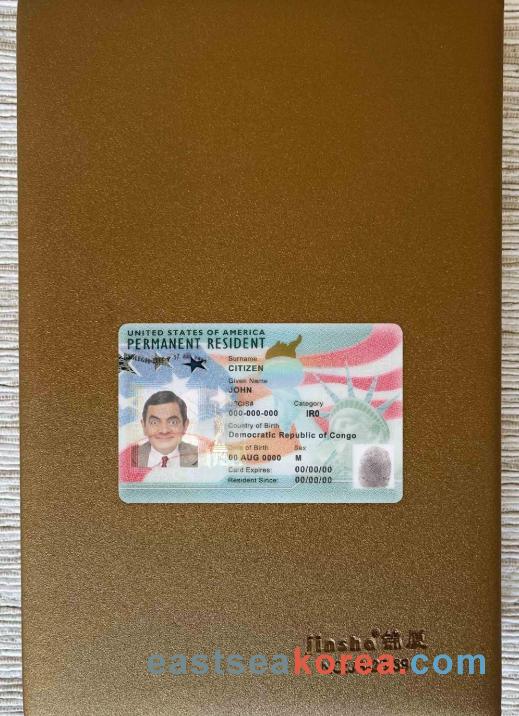 UNITED STATES OF AMERICA
PERMANENT RESIDENT
Surname
CITIZEN
Given Name
JOHN
USCIS#
Category
000-000-000
IR0
Country of Birth
Democratic Republic of Congo
Date of Birth
Sex
00 AUG 0000
M
Card Expires:
00/00/00
Resident Since:
00/00/00
jinsha®
eastseakorea.com